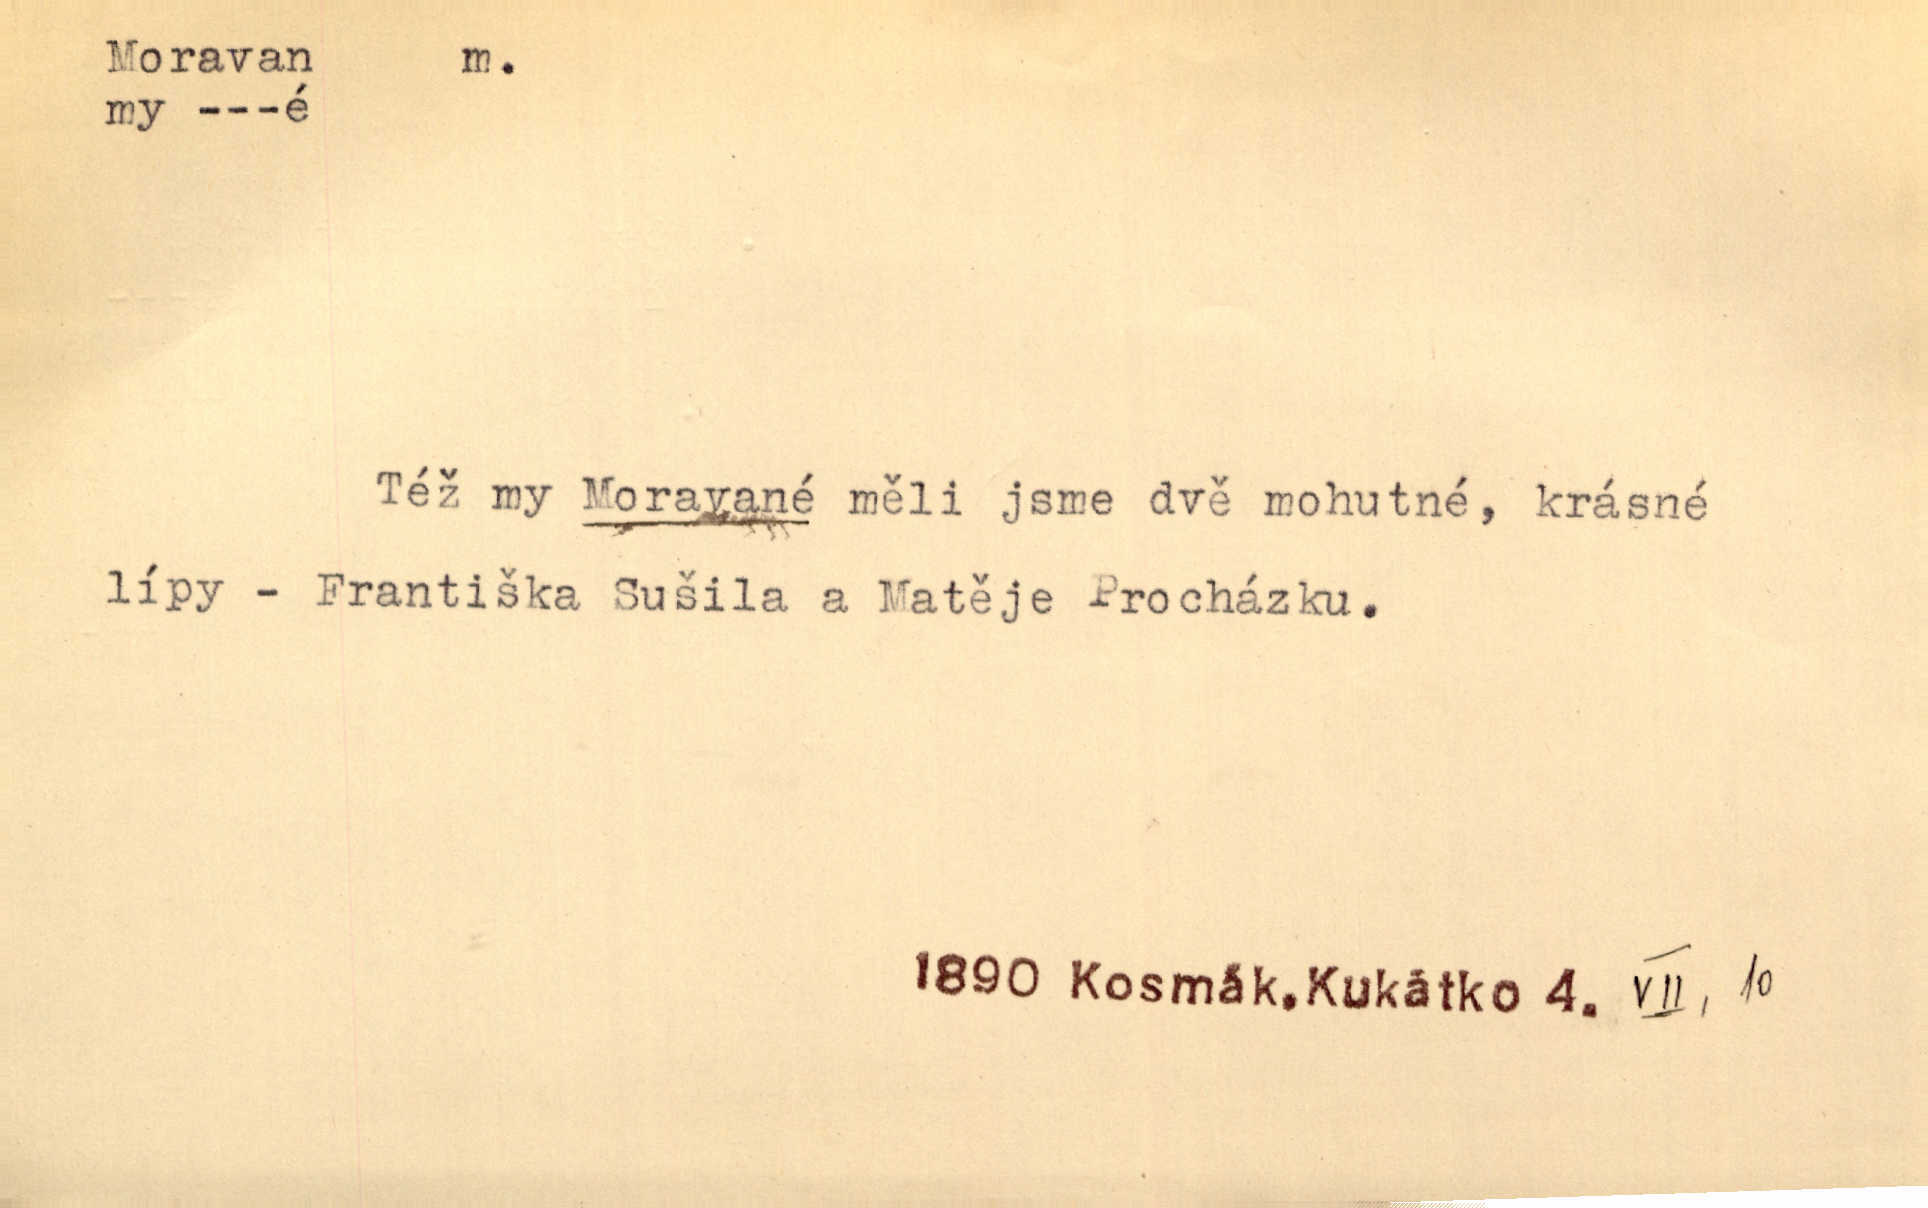 Moravan m.
my ---é
Též my Moravané měli jsme dvě mohutné, krásné
lípy - Františka Sušila a Matěje Procházku.
1890 Kosmák. Kukátko 4. VII, 10